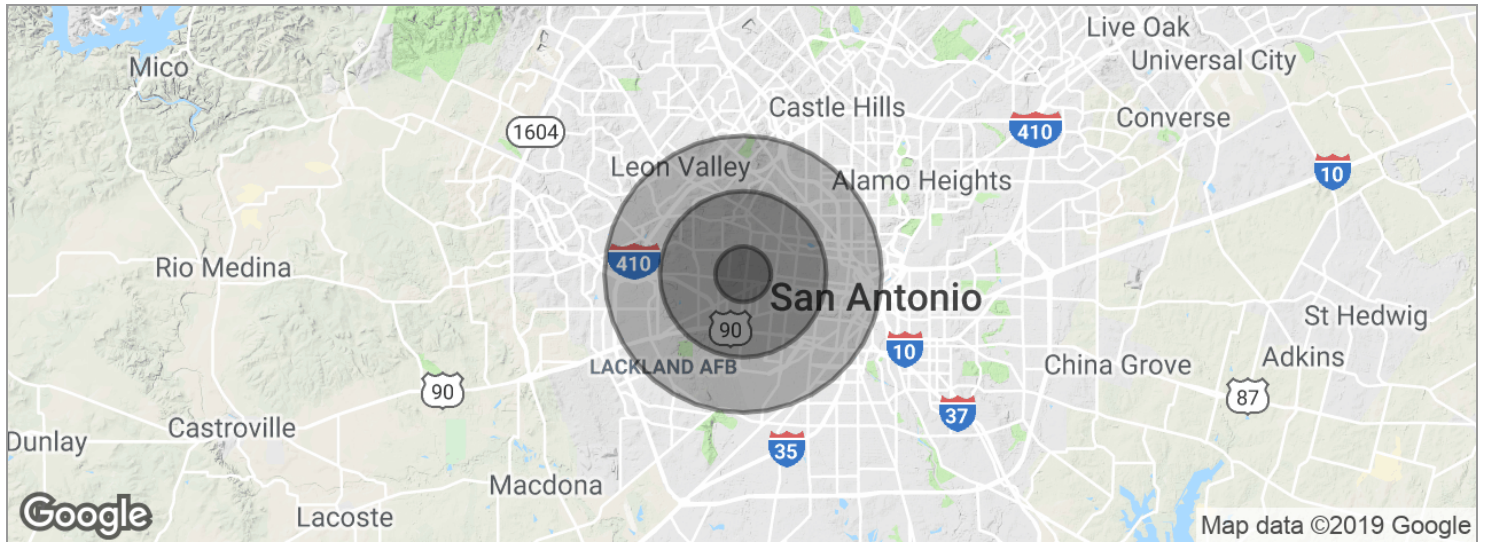 Live Oak
Universal City
Mico
Castle Hills
Converse
1604
410
Leon Valley
10
Alamo Heights
410
Rio Medina
San Antonio
90
St Hedwig
10
Adkins
LACKLAND AFB
China Grove
90
87
37
Castroville
Dunlay
35
Macdona
Google
Lacoste
Map data ©2019 Google